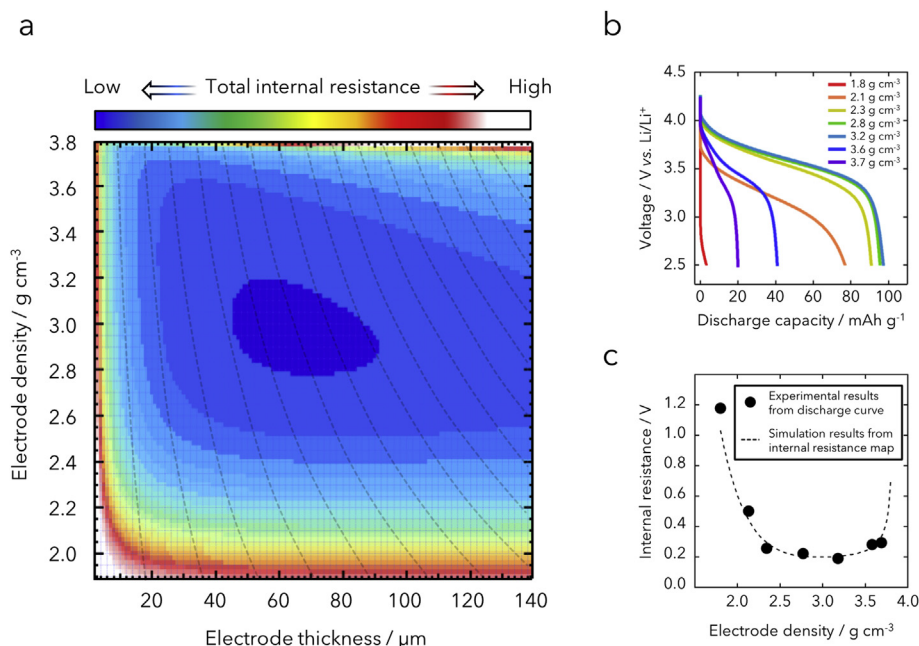 a
Low Total internal resistance High
Electrode density / g cm⁻³
3.8
3.6
3.4
3.2
3.0
2.8
2.6
2.4
2.2
2.0
20 40 60 80 100 120 140
Electrode thickness / μm
b
Voltage / V vs. Li/Li⁺
4.5
4.0
3.5
3.0
2.5
1.8 g cm⁻³
2.1 g cm⁻³
2.3 g cm⁻³
2.8 g cm⁻³
3.2 g cm⁻³
3.6 g cm⁻³
3.7 g cm⁻³
0 20 40 60 80 100
Discharge capacity / mAh g⁻¹
c
Internal resistance / V
1.2
1.0
0.8
0.6
0.4
0.2
0.0
Experimental results
from discharge curve
Simulation results from
internal resistance map
2.0 3.0 4.0
Electrode density / g cm⁻³